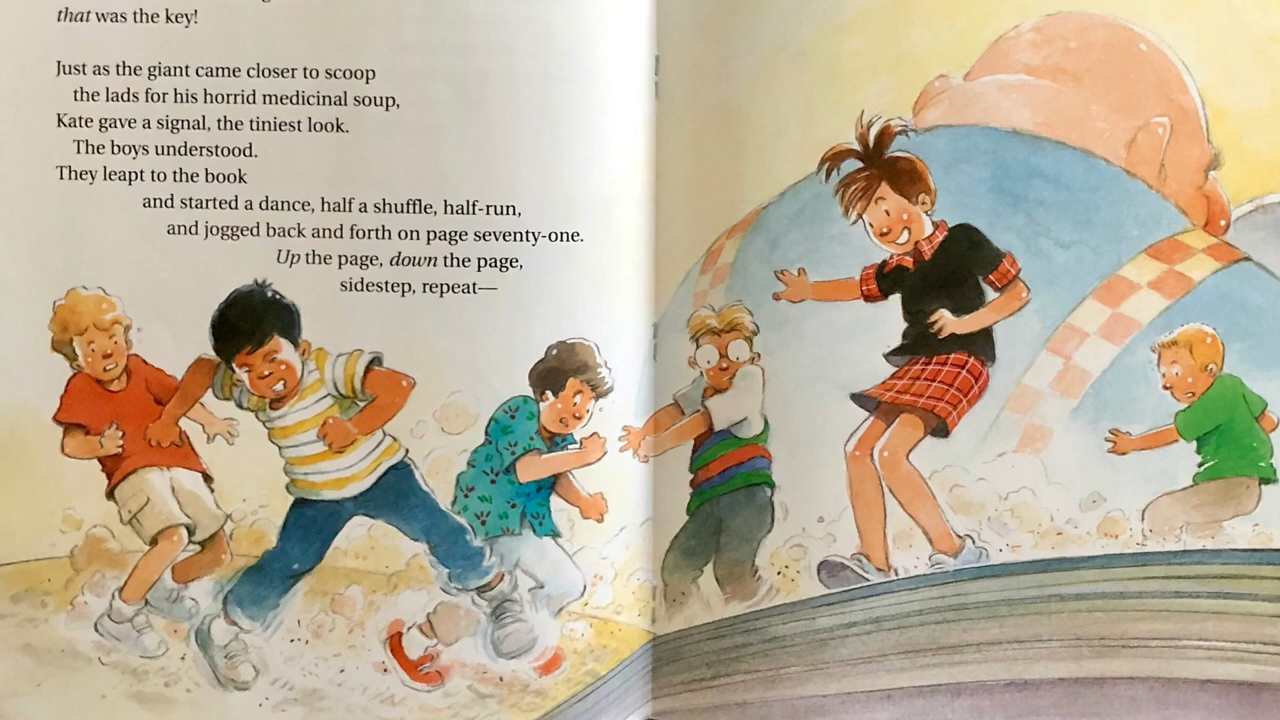 that was the key!
Just as the giant came closer to scoop
the lads for his horrid medicinal soup,
Kate gave a signal, the tiniest look.
The boys understood.
They leapt to the book
and started a dance, half a shuffle, half-run,
and jogged back and forth on page seventy-one.
Up the page, down the page,
sidestep, repeat—